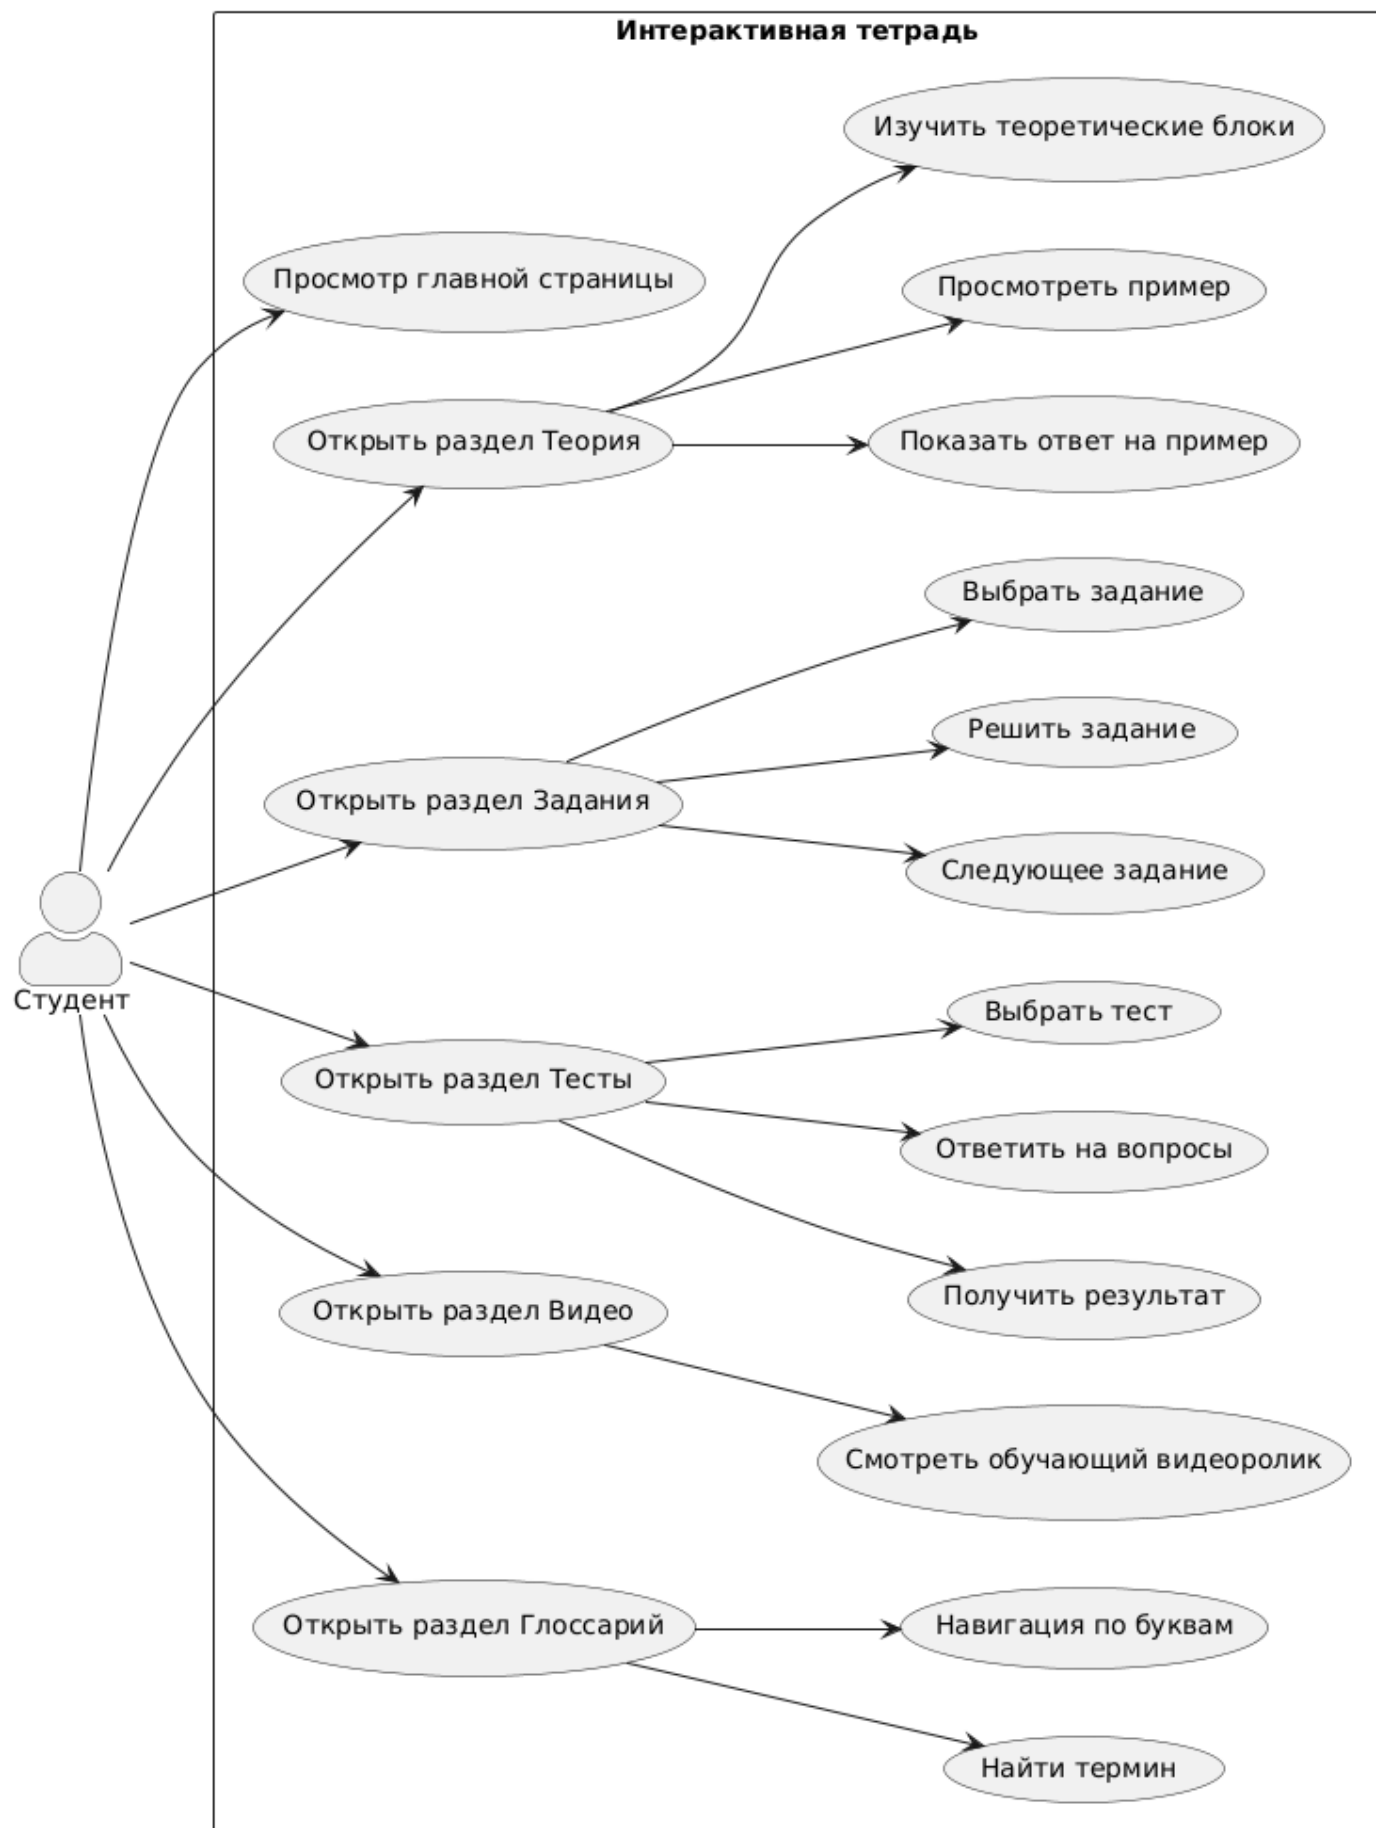 Интерактивная тетрадь
Изучить теоретические блоки
Просмотр главной страницы
Просмотреть пример
Открыть раздел Теория
Показать ответ на пример
Выбрать задание
Решить задание
Открыть раздел Задания
Следующее задание
Студент
Выбрать тест
Открыть раздел Тесты
Ответить на вопросы
Получить результат
Открыть раздел Видео
Смотреть обучающий видеоролик
Открыть раздел Глоссарий
Навигация по буквам
Найти термин